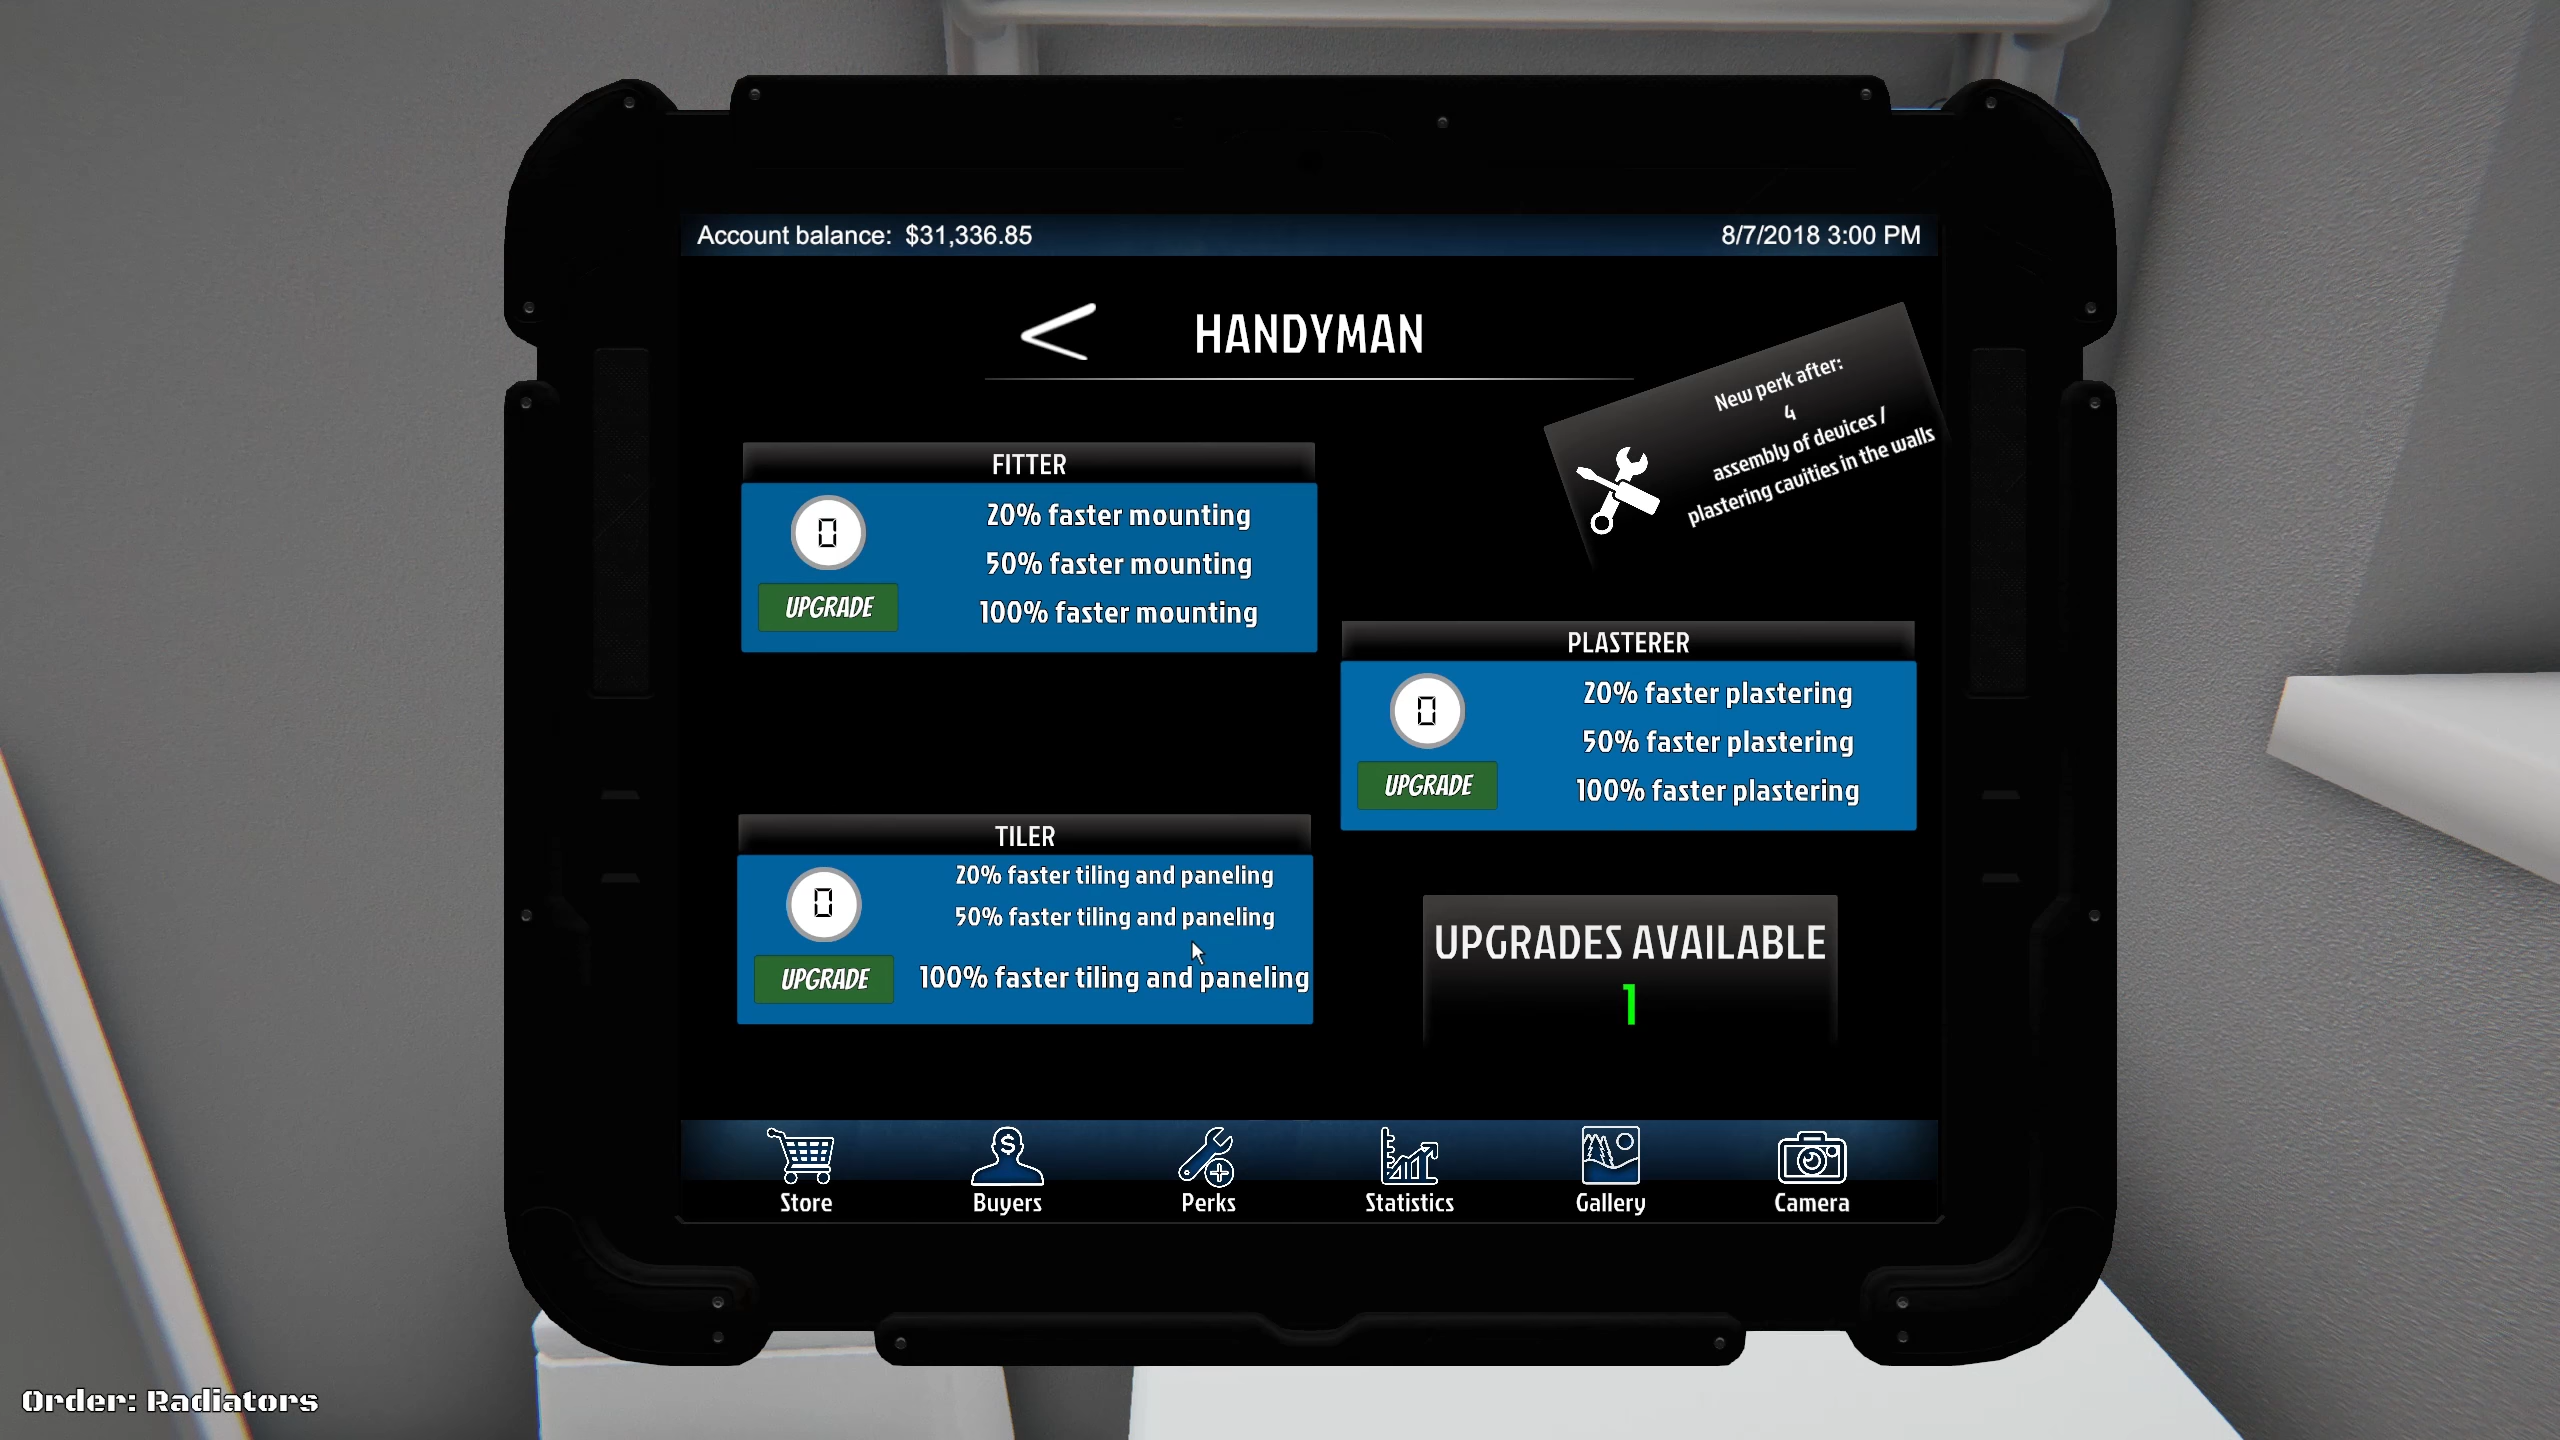 Account balance: $31,336.85
8/7/2018 3:00 PM
HANDYMAN
New perk after:
4
assembly of devices /
plastering cavities in the walls
FITTER
0
20% faster mounting
50% faster mounting
100% faster mounting
UPGRADE
PLASTERER
0
20% faster plastering
50% faster plastering
100% faster plastering
UPGRADE
TILER
0
20% faster tiling and paneling
50% faster tiling and paneling
100% faster tiling and paneling
UPGRADE
UPGRADES AVAILABLE
1
Store
Buyers
Perks
Statistics
Gallery
Camera
Order: Radiators